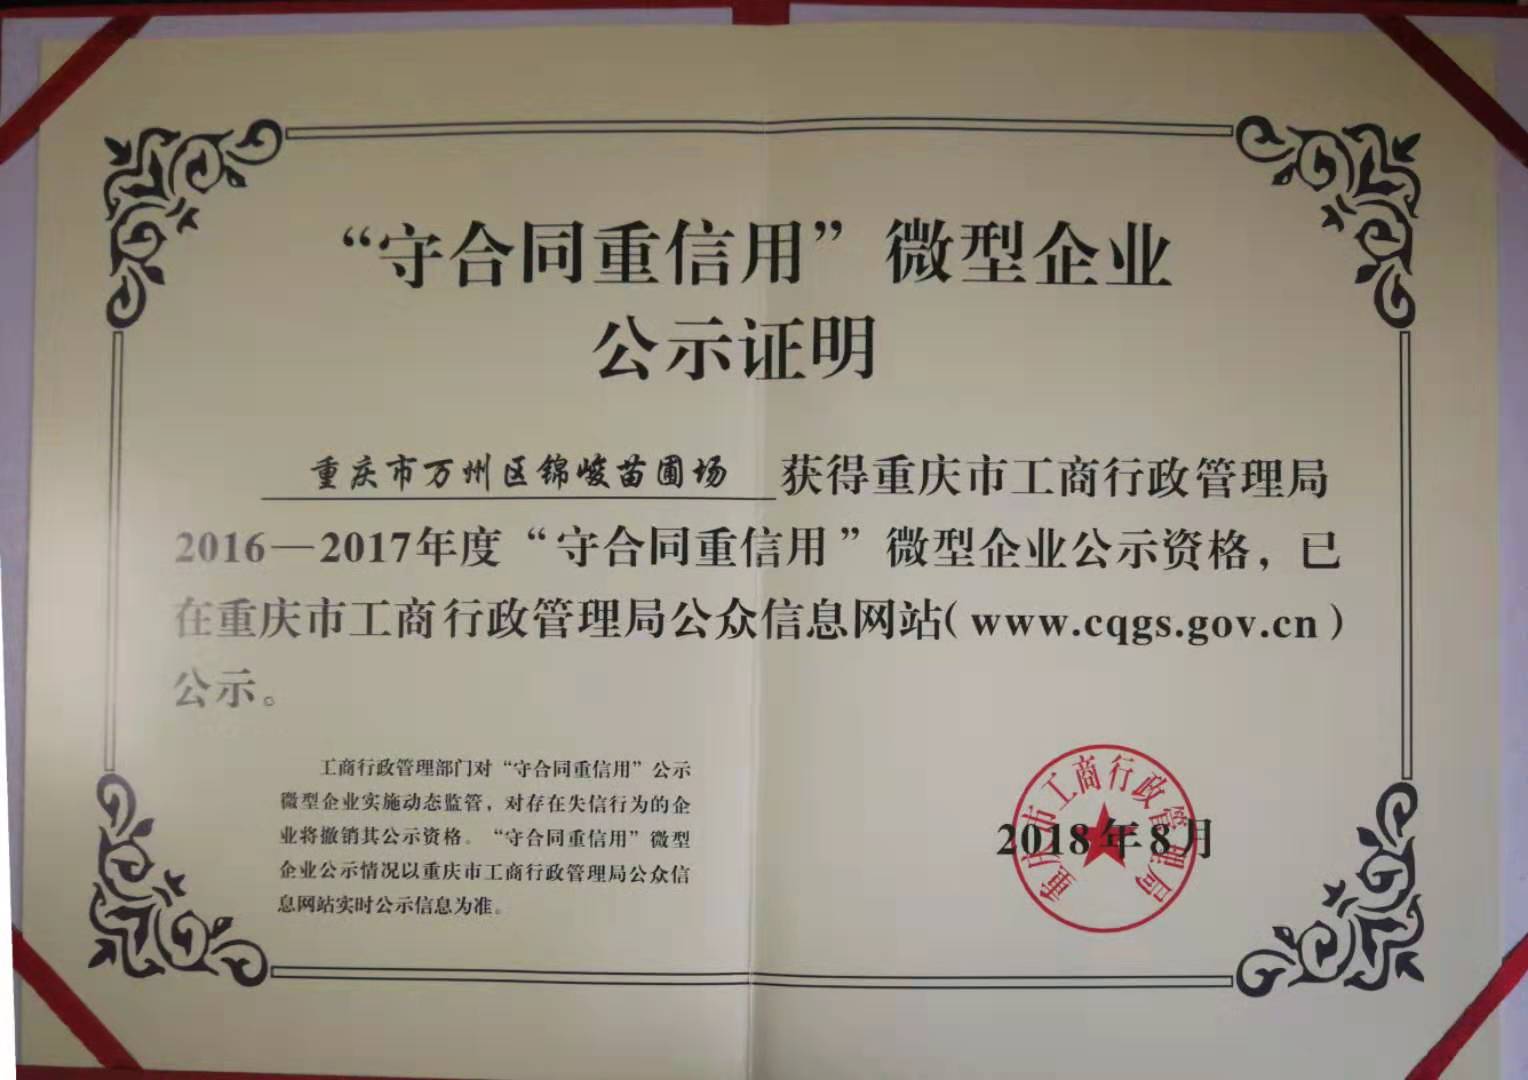 “守合同重信用”微型企业
公示证明
重庆市万州区锦峻苗圃场 获得重庆市工商行政管理局
2016—2017年度“守合同重信用”微型企业公示资格，已
在重庆市工商行政管理局公众信息网站(www.cqgs.gov.cn)
公示。
工商行政管理部门对“守合同重信用”公示
微型企业实施动态监管，对存在失信行为的企
业将撤销其公示资格。“守合同重信用”微型
企业公示情况以重庆市工商行政管理局公众信
息网站实时公示信息为准。
重庆市工商行政管理局
2018年8月